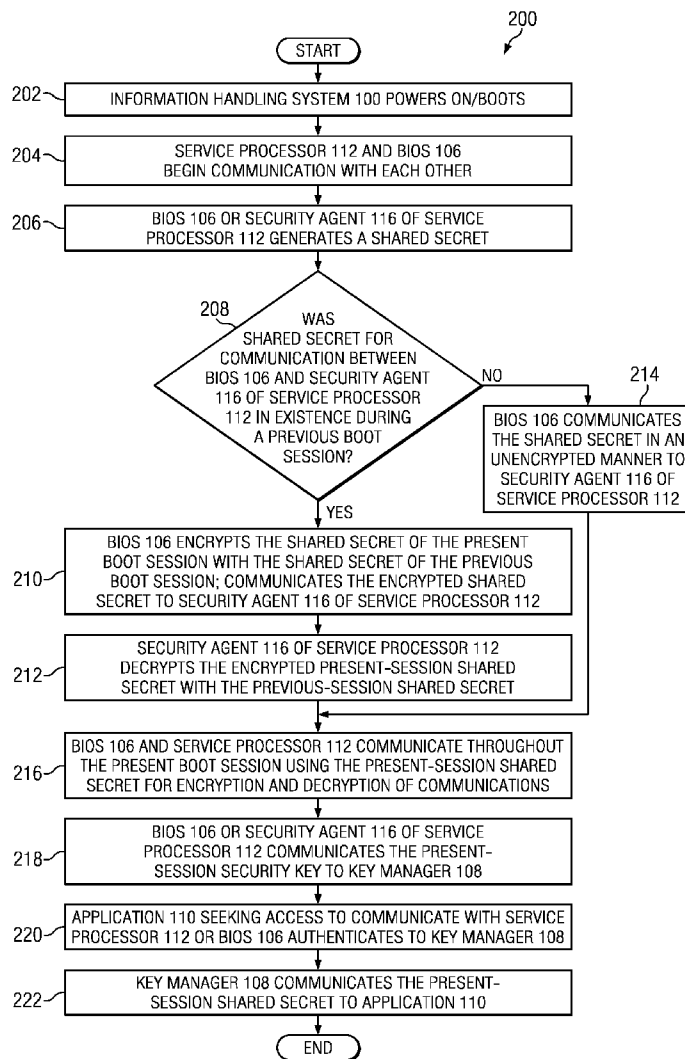 200
START
202
INFORMATION HANDLING SYSTEM 100 POWERS ON/BOOTS
204
SERVICE PROCESSOR 112 AND BIOS 106
BEGIN COMMUNICATION WITH EACH OTHER
206
BIOS 106 OR SECURITY AGENT 116 OF SERVICE
PROCESSOR 112 GENERATES A SHARED SECRET
208
WAS
SHARED SECRET FOR
COMMUNICATION BETWEEN
BIOS 106 AND SECURITY AGENT
116 OF SERVICE PROCESSOR
112 IN EXISTENCE DURING
A PREVIOUS BOOT
SESSION?
NO
214
BIOS 106 COMMUNICATES
THE SHARED SECRET IN AN
UNENCRYPTED MANNER TO
SECURITY AGENT 116 OF
SERVICE PROCESSOR 112
YES
210
BIOS 106 ENCRYPTS THE SHARED SECRET OF THE PRESENT
BOOT SESSION WITH THE SHARED SECRET OF THE PREVIOUS
BOOT SESSION; COMMUNICATES THE ENCRYPTED SHARED
SECRET TO SECURITY AGENT 116 OF SERVICE PROCESSOR 112
212
SECURITY AGENT 116 OF SERVICE PROCESSOR 112
DECRYPTS THE ENCRYPTED PRESENT-SESSION SHARED
SECRET WITH THE PREVIOUS-SESSION SHARED SECRET
216
BIOS 106 AND SERVICE PROCESSOR 112 COMMUNICATE THROUGHOUT
THE PRESENT BOOT SESSION USING THE PRESENT-SESSION SHARED
SECRET FOR ENCRYPTION AND DECRYPTION OF COMMUNICATIONS
218
BIOS 106 OR SECURITY AGENT 116 OF SERVICE
PROCESSOR 112 COMMUNICATES THE PRESENT-
SESSION SECURITY KEY TO KEY MANAGER 108
220
APPLICATION 110 SEEKING ACCESS TO COMMUNICATE WITH SERVICE
PROCESSOR 112 OR BIOS 106 AUTHENTICATES TO KEY MANAGER 108
222
KEY MANAGER 108 COMMUNICATES THE PRESENT-
SESSION SHARED SECRET TO APPLICATION 110
END